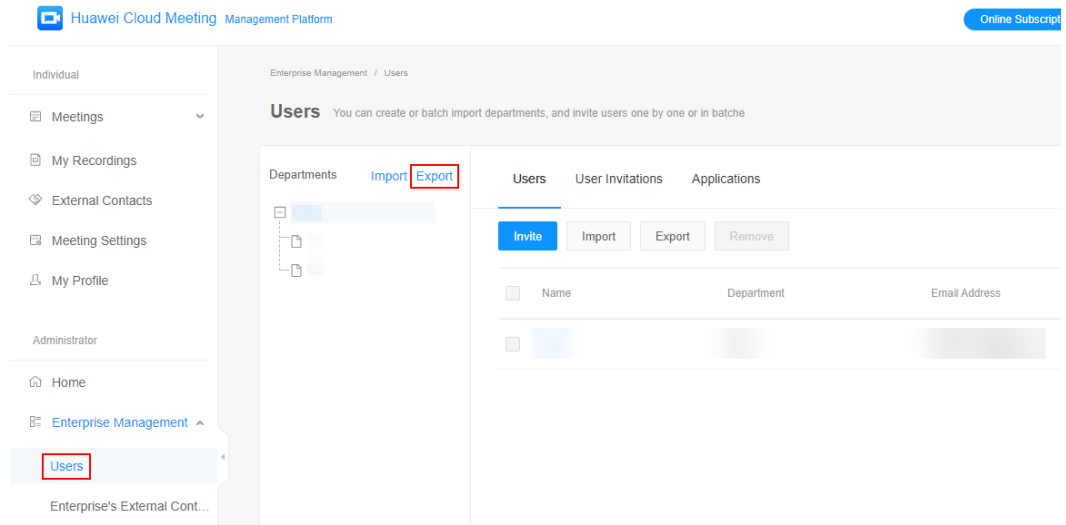 Huawei Cloud Meeting Management Platform
Online Subscript
Individual
Meetings
My Recordings
External Contacts
Meeting Settings
My Profile
Administrator
Home
Enterprise Management
Users
Enterprise's External Cont...
Enterprise Management / Users
Users You can create or batch import departments, and invite users one by one or in batche
Departments Import Export
Users User Invitations Applications
Invite Import Export Remove
Name Department Email Address